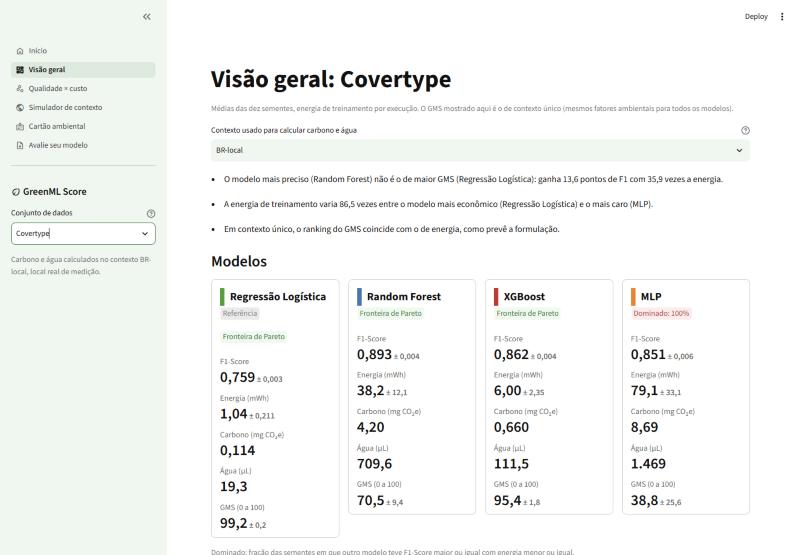 Deploy
Início
Visão geral
Qualidade × custo
Simulador de contexto
Cartão ambiental
Avalie seu modelo
GreenML Score
Conjunto de dados
Covertype
Carbono e água calculados no contexto BR-
local, local real de medição.
Visão geral: Covertype
Médias das dez sementes, energia de treinamento por execução. O GMS mostrado aqui é o de contexto único (mesmos fatores ambientais para todos os modelos).
Contexto usado para calcular carbono e água
BR-local
• O modelo mais preciso (Random Forest) não é o de maior GMS (Regressão Logística): ganha 13,6 pontos de F1 com 35,9 vezes a energia.
• A energia de treinamento varia 86,5 vezes entre o modelo mais econômico (Regressão Logística) e o mais caro (MLP).
• Em contexto único, o ranking do GMS coincide com o de energia, como prevê a formulação.
Modelos
Regressão Logística
Referência
Fronteira de Pareto
F1-Score
0,759 ± 0,003
Energia (mWh)
1,04 ± 0,211
Carbono (mg CO₂e)
0,114
Água (µL)
19,3
GMS (0 a 100)
99,2 ± 0,2
Random Forest
Fronteira de Pareto
F1-Score
0,893 ± 0,004
Energia (mWh)
38,2 ± 12,1
Carbono (mg CO₂e)
4,20
Água (µL)
709,6
GMS (0 a 100)
70,5 ± 9,4
XGBoost
Fronteira de Pareto
F1-Score
0,862 ± 0,004
Energia (mWh)
6,00 ± 2,35
Carbono (mg CO₂e)
0,660
Água (µL)
111,5
GMS (0 a 100)
95,4 ± 1,8
MLP
Dominado: 100%
F1-Score
0,851 ± 0,006
Energia (mWh)
79,1 ± 33,1
Carbono (mg CO₂e)
8,69
Água (µL)
1.469
GMS (0 a 100)
38,8 ± 25,6
Dominado: fração das sementes em que outro modelo teve F1-Score maior ou igual com energia menor ou igual.